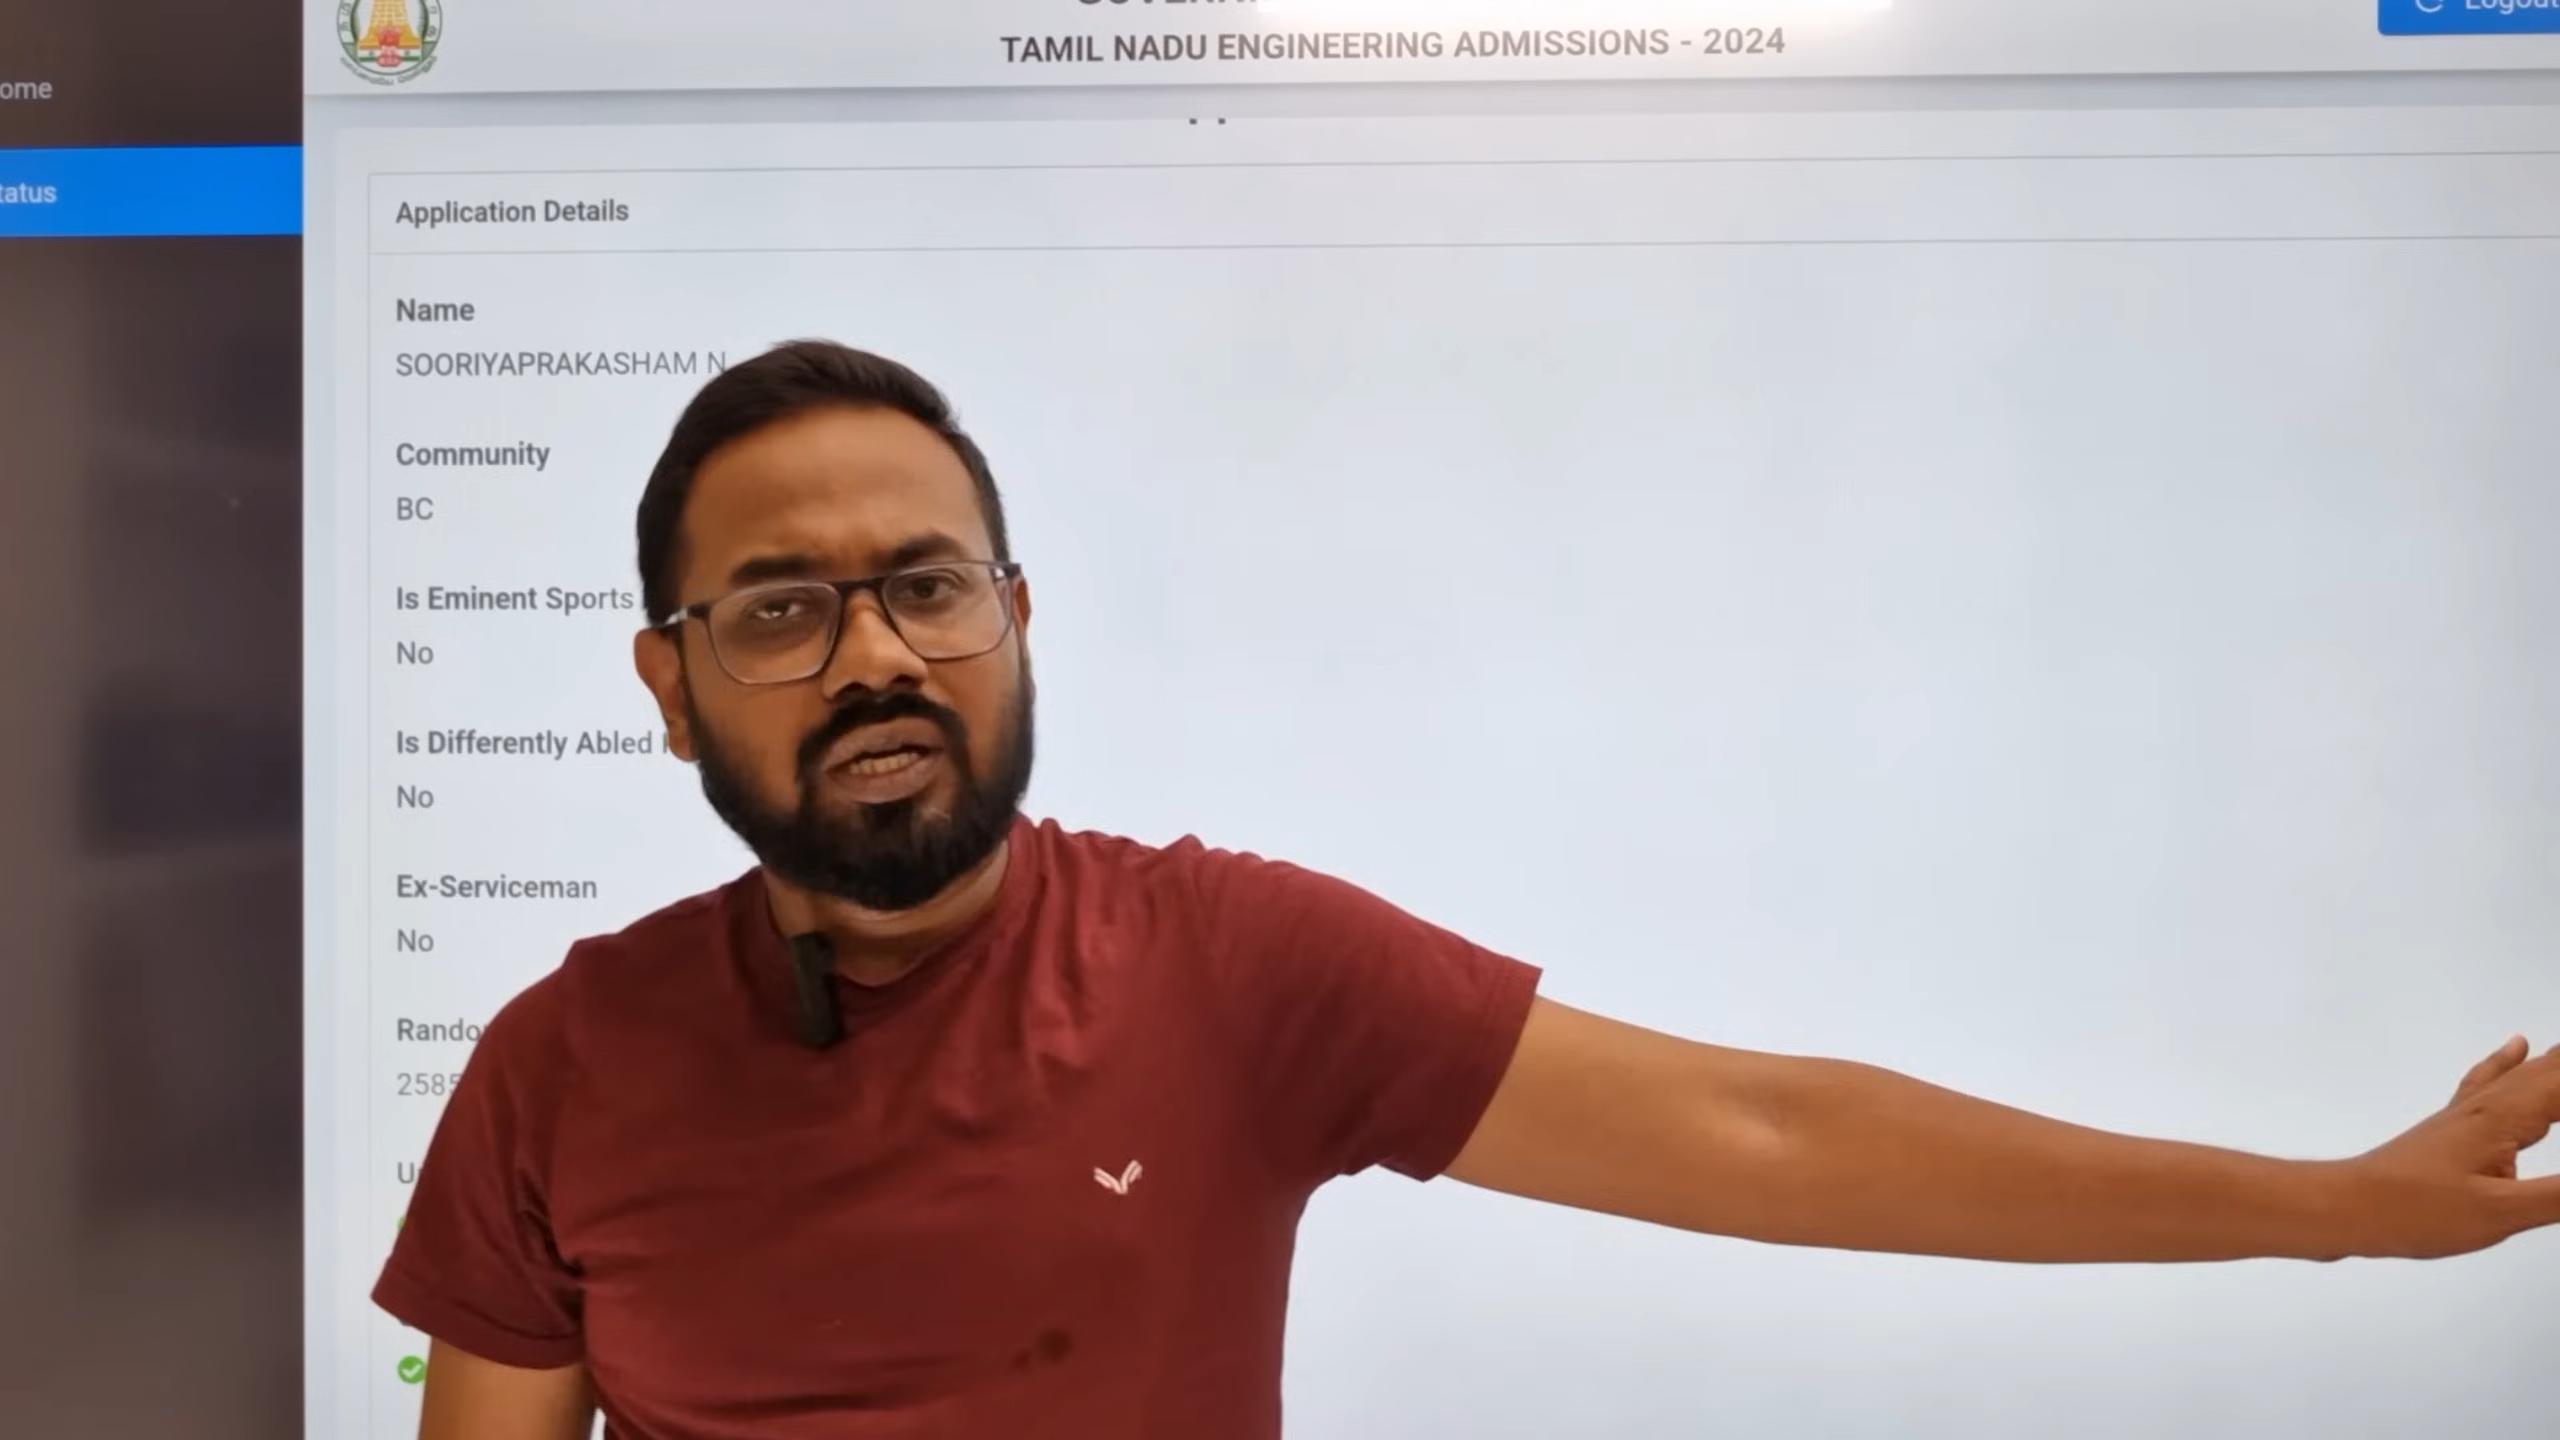 TAMIL NADU ENGINEERING ADMISSIONS - 2024
Logout
ome
tatus
Application Details
Name
SOORIYAPRAKASHAM N
Community
BC
Is Eminent Sports
No
Is Differently Abled
No
Ex-Serviceman
No
Rando
2585